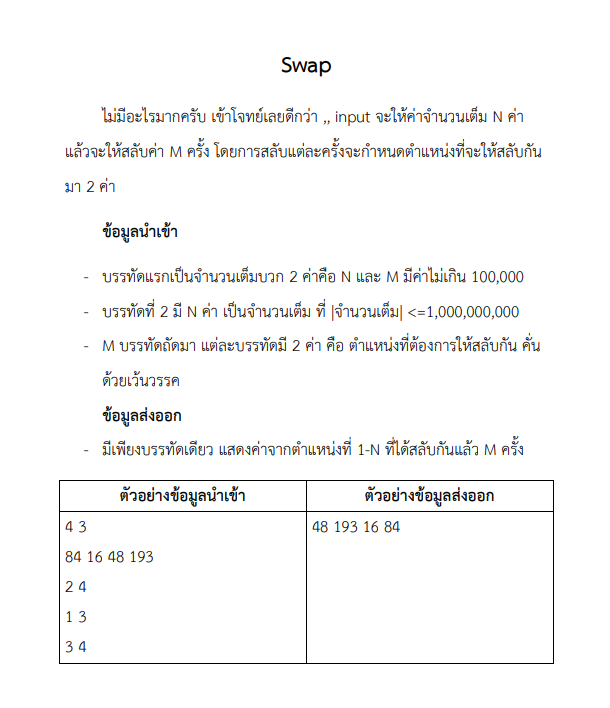 Swap
ไม่มีอะไรมากครับ เข้าโจทย์เลยดีกว่า ,, input จะให้ค่าจำนวนเต็ม N ค่า
แล้วจะให้สลับค่า M ครั้ง โดยการสลับแต่ละครั้งจะกำหนดตำแหน่งที่จะให้สลับกัน
มา 2 ค่า
ข้อมูลนำเข้า
- บรรทัดแรกเป็นจำนวนเต็มบวก 2 ค่าคือ N และ M มีค่าไม่เกิน 100,000
- บรรทัดที่ 2 มี N ค่า เป็นจำนวนเต็ม ที่ |จำนวนเต็ม| <=1,000,000,000
- M บรรทัดถัดมา แต่ละบรรทัดมี 2 ค่า คือ ตำแหน่งที่ต้องการให้สลับกัน คั่น
ด้วยเว้นวรรค
ข้อมูลส่งออก
- มีเพียงบรรทัดเดียว แสดงค่าจากตำแหน่งที่ 1-N ที่ได้สลับกันแล้ว M ครั้ง
ตัวอย่างข้อมูลนำเข้า
4 3
84 16 48 193
2 4
1 3
3 4
ตัวอย่างข้อมูลส่งออก
48 193 16 84